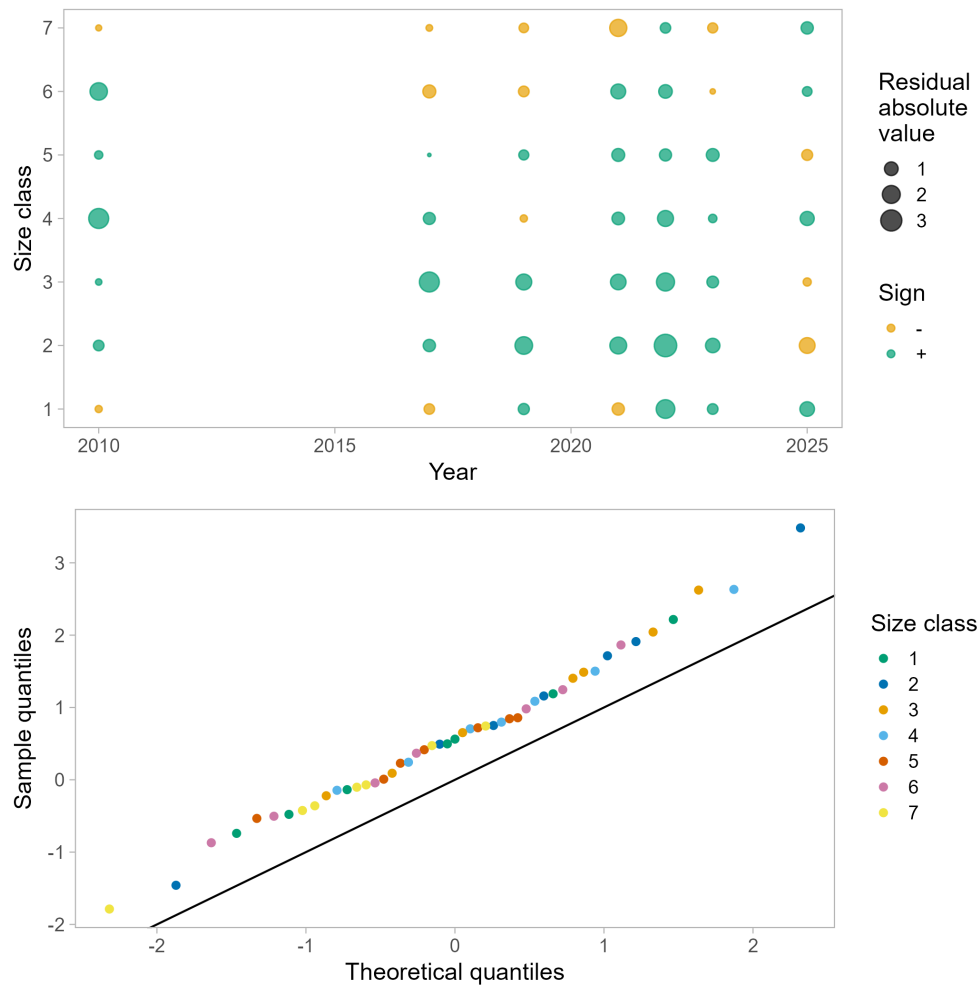 7
6
5
4
3
2
1
Size class
2010 2015 2020 2025
Year
Residual
absolute
value
1
2
3
Sign
-
+
3
2
1
0
-1
-2
Sample quantiles
-2 -1 0 1 2
Theoretical quantiles
Size class
1
2
3
4
5
6
7